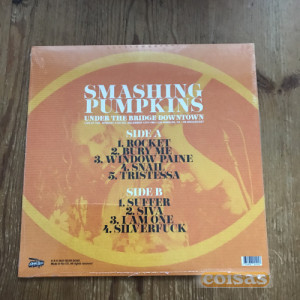 SMASHING
PUMPKINS
UNDER THE BRIDGE DOWNTOWN
SIDE A
1. ROCKET
2. BURY ME
3. WINDOW PAINE
4. SNAIL
5. TRISTESSA
SIDE B
1. SUFFER
2. SIVA
3. I AM ONE
4. SILVERFUCK
coisas